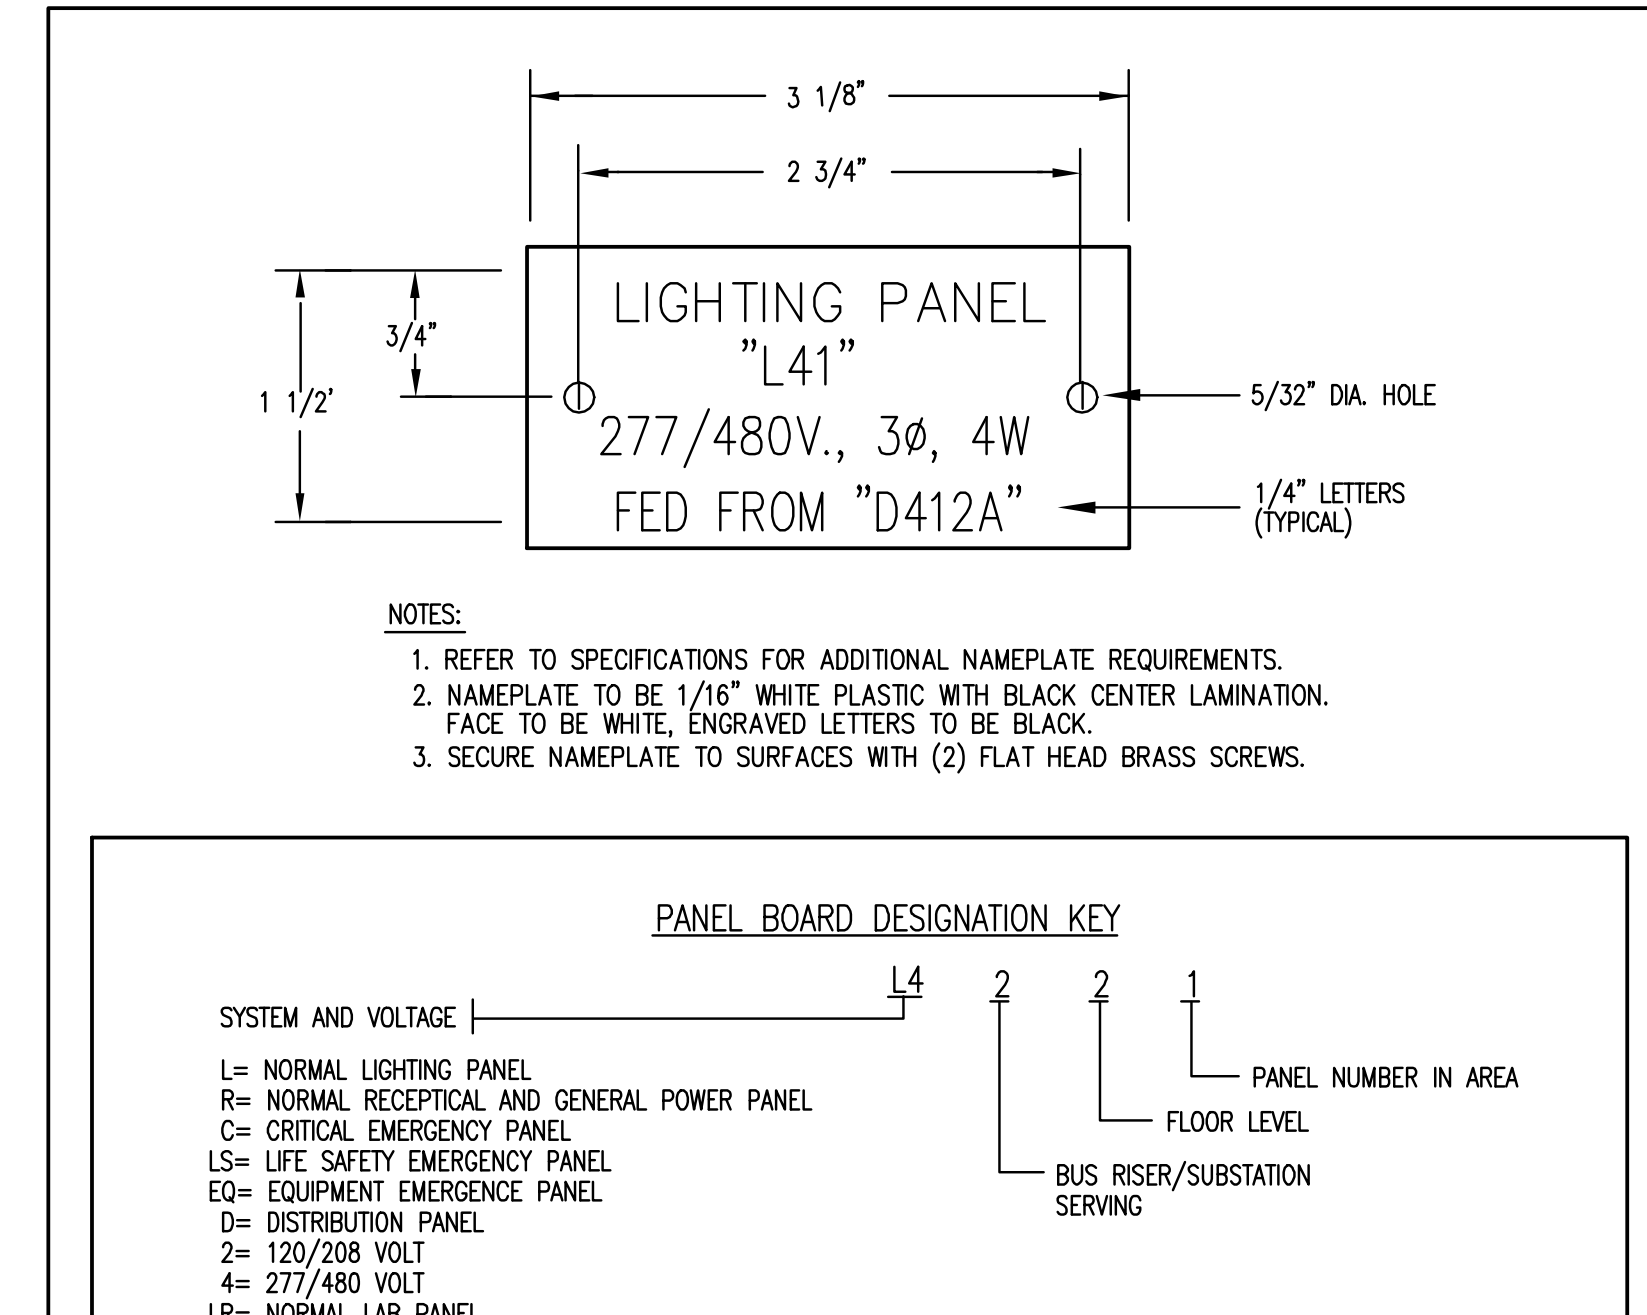 3 1/8"
2 3/4"
LIGHTING PANEL
"L41"
277/480V., 3ø, 4W
FED FROM "D412A"
3/4"
1 1/2'
5/32" DIA. HOLE
1/4" LETTERS
(TYPICAL)
NOTES:
1. REFER TO SPECIFICATIONS FOR ADDITIONAL NAMEPLATE REQUIREMENTS.
2. NAMEPLATE TO BE 1/16" WHITE PLASTIC WITH BLACK CENTER LAMINATION.
FACE TO BE WHITE, ENGRAVED LETTERS TO BE BLACK.
3. SECURE NAMEPLATE TO SURFACES WITH (2) FLAT HEAD BRASS SCREWS.
PANEL BOARD DESIGNATION KEY
L4 2 2 1
SYSTEM AND VOLTAGE
L= NORMAL LIGHTING PANEL
R= NORMAL RECEPTICAL AND GENERAL POWER PANEL
C= CRITICAL EMERGENCY PANEL
LS= LIFE SAFETY EMERGENCY PANEL
EQ= EQUIPMENT EMERGENCE PANEL
D= DISTRIBUTION PANEL
2= 120/208 VOLT
4= 277/480 VOLT
LR= NORMAL LAB PANEL
PANEL NUMBER IN AREA
FLOOR LEVEL
BUS RISER/SUBSTATION
SERVING